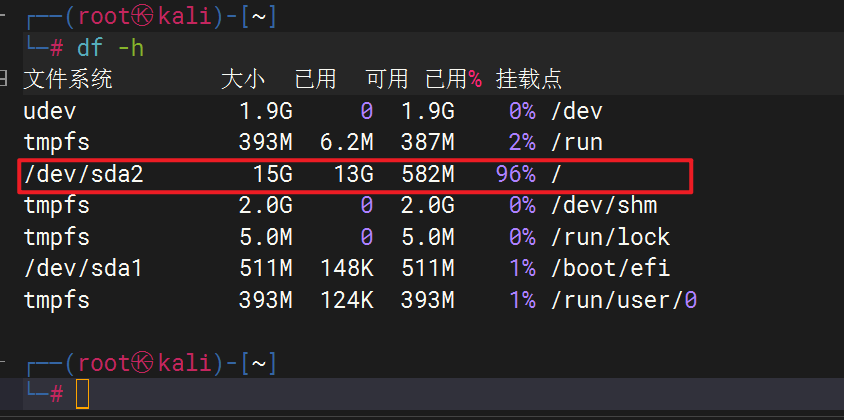 ┌──(root㉿kali)-[~]
└─# df -h
文件系统 大小 已用 可用 已用% 挂载点
udev 1.9G 0 1.9G 0% /dev
tmpfs 393M 6.2M 387M 2% /run
/dev/sda2 15G 13G 582M 96% /
tmpfs 2.0G 0 2.0G 0% /dev/shm
tmpfs 5.0M 0 5.0M 0% /run/lock
/dev/sda1 511M 148K 511M 1% /boot/efi
tmpfs 393M 124K 393M 1% /run/user/0
┌──(root㉿kali)-[~]
└─#